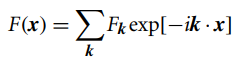 F(𝒙) = ∑_𝒌 F_𝒌 exp[−i𝒌 · 𝒙]